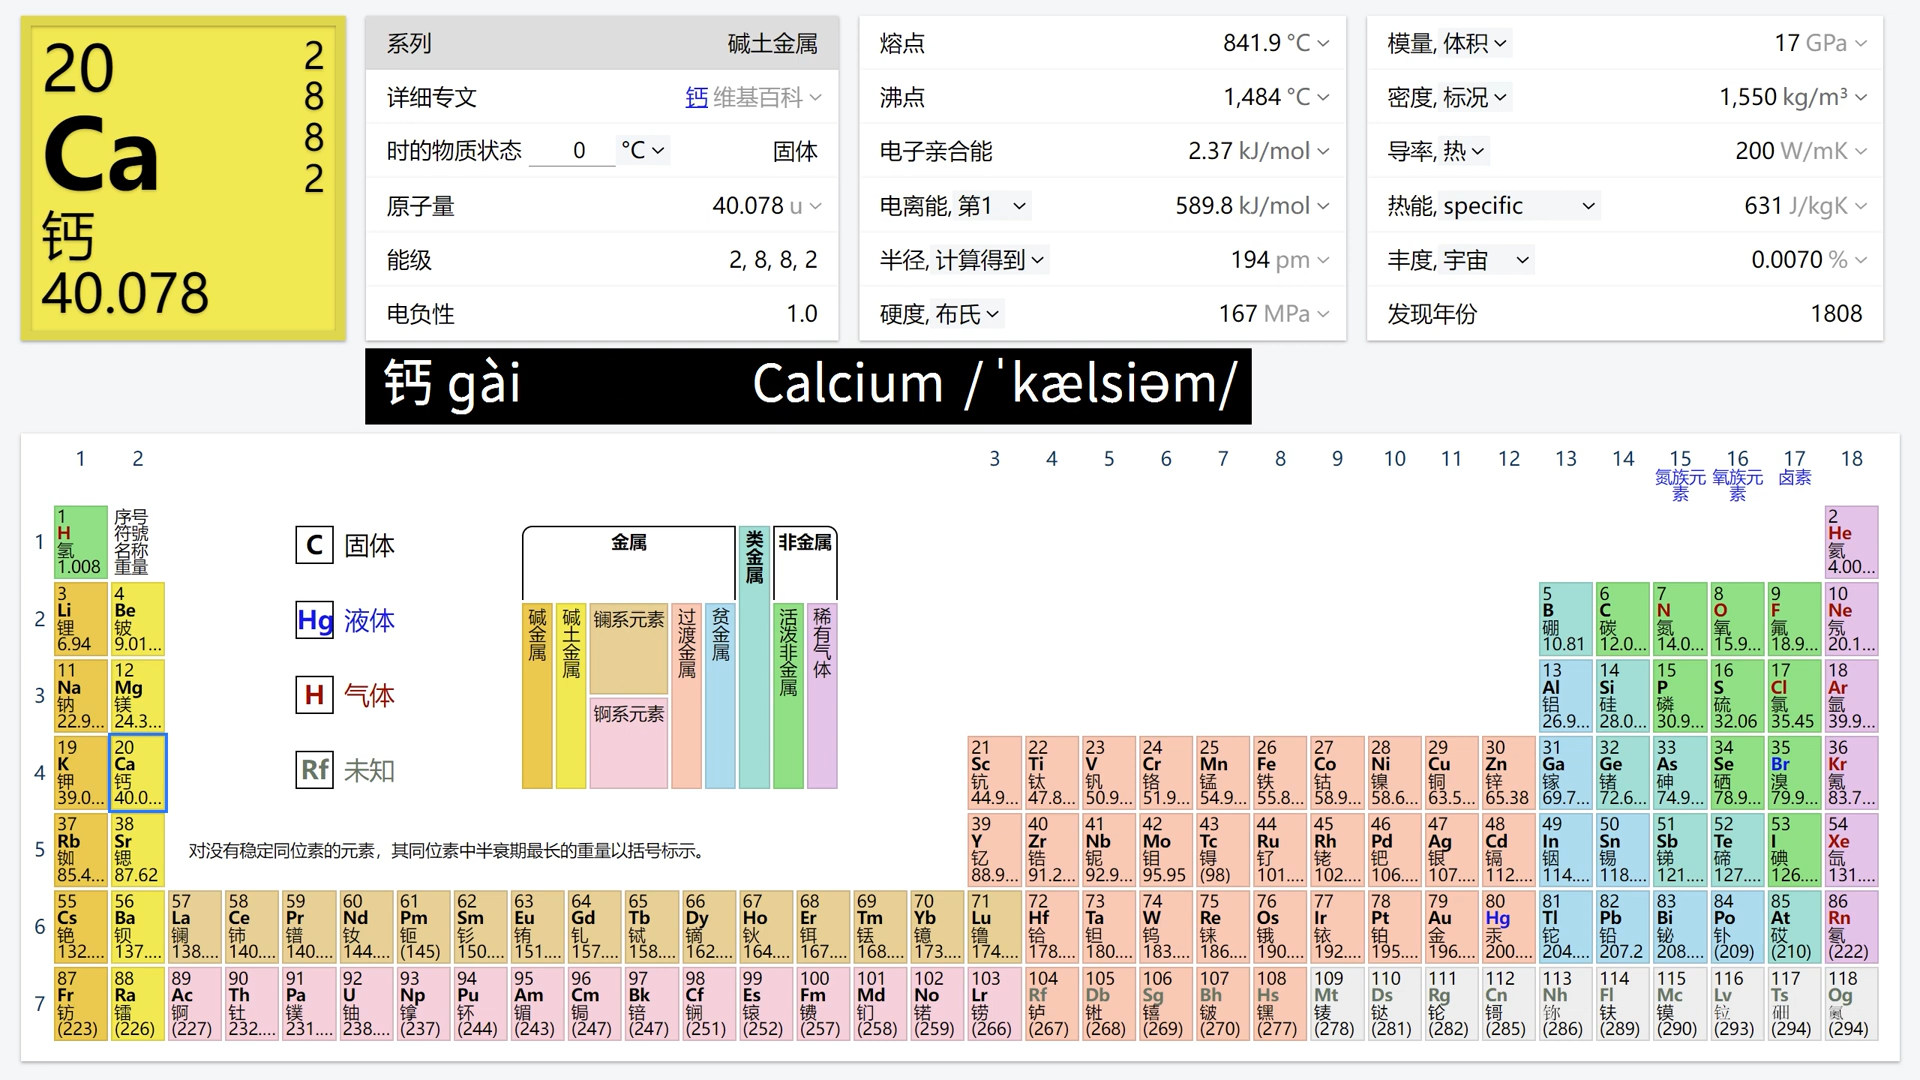 20
2
8
8
2
Ca
钙
40.078
系列 碱土金属
详细专文 钙 维基百科
时的物质状态 0 °C 固体
原子量 40.078 u
能级 2, 8, 8, 2
电负性 1.0
熔点 841.9 °C
沸点 1,484 °C
电子亲合能 2.37 kJ/mol
电离能, 第1 589.8 kJ/mol
半径, 计算得到 194 pm
硬度, 布氏 167 MPa
模量, 体积 17 GPa
密度, 标况 1,550 kg/m³
导率, 热 200 W/mK
热能, specific 631 J/kgK
丰度, 宇宙 0.0070 %
发现年份 1808
钙 gài Calcium /ˈkælsiəm/
1 2 3 4 5 6 7 8 9 10 11 12 13 14 15 16 17 18
氮族元素 氧族元素 卤素
序号
符號
名称
重量
C 固体
Hg 液体
H 气体
Rf 未知
金属 类金属 非金属
碱金属 碱土金属 镧系元素 过渡金属 贫金属 活泼非金属 稀有气体
锕系元素
对没有稳定同位素的元素，其同位素中半衰期最长的重量以括号标示。
1
1 H 氢 1.008
2 He 氦 4.00...
2
3 Li 锂 6.94
4 Be 铍 9.01...
5 B 硼 10.81
6 C 碳 12.0...
7 N 氮 14.0...
8 O 氧 15.9...
9 F 氟 18.9...
10 Ne 氖 20.1...
3
11 Na 钠 22.9...
12 Mg 镁 24.3...
13 Al 铝 26.9...
14 Si 硅 28.0...
15 P 磷 30.9...
16 S 硫 32.06
17 Cl 氯 35.45
18 Ar 氩 39.9...
4
19 K 钾 39.0...
20 Ca 钙 40.0...
21 Sc 钪 44.9...
22 Ti 钛 47.8...
23 V 钒 50.9...
24 Cr 铬 51.9...
25 Mn 锰 54.9...
26 Fe 铁 55.8...
27 Co 钴 58.9...
28 Ni 镍 58.6...
29 Cu 铜 63.5...
30 Zn 锌 65.38
31 Ga 镓 69.7...
32 Ge 锗 72.6...
33 As 砷 74.9...
34 Se 硒 78.9...
35 Br 溴 79.9...
36 Kr 氪 83.7...
5
37 Rb 铷 85.4...
38 Sr 锶 87.62
39 Y 钇 88.9...
40 Zr 锆 91.2...
41 Nb 铌 92.9...
42 Mo 钼 95.95
43 Tc 锝 (98)
44 Ru 钌 101....
45 Rh 铑 102....
46 Pd 钯 106....
47 Ag 银 107....
48 Cd 镉 112....
49 In 铟 114....
50 Sn 锡 118....
51 Sb 锑 121....
52 Te 碲 127....
53 I 碘 126....
54 Xe 氙 131....
6
55 Cs 铯 132....
56 Ba 钡 137....
57 La 镧 138....
58 Ce 铈 140....
59 Pr 镨 140....
60 Nd 钕 144....
61 Pm 钷 (145)
62 Sm 钐 150....
63 Eu 铕 151....
64 Gd 钆 157....
65 Tb 铽 158....
66 Dy 镝 162....
67 Ho 钬 164....
68 Er 铒 167....
69 Tm 铥 168....
70 Yb 镱 173....
71 Lu 镥 174....
72 Hf 铪 178....
73 Ta 钽 180....
74 W 钨 183....
75 Re 铼 186....
76 Os 锇 190....
77 Ir 铱 192....
78 Pt 铂 195....
79 Au 金 196....
80 Hg 汞 200....
81 Tl 铊 204....
82 Pb 铅 207.2
83 Bi 铋 208....
84 Po 钋 (209)
85 At 砹 (210)
86 Rn 氡 (222)
7
87 Fr 钫 (223)
88 Ra 镭 (226)
89 Ac 锕 (227)
90 Th 钍 232....
91 Pa 镤 231....
92 U 铀 238....
93 Np 镎 (237)
94 Pu 钚 (244)
95 Am 镅 (243)
96 Cm 锔 (247)
97 Bk 锫 (247)
98 Cf 锎 (251)
99 Es 锿 (252)
100 Fm 镄 (257)
101 Md 钔 (258)
102 No 锘 (259)
103 Lr 铹 (266)
104 Rf 𬬻 (267)
105 Db 𬭊 (268)
106 Sg 𬭳 (269)
107 Bh 𬭛 (270)
108 Hs 𬭶 (277)
109 Mt 鿏 (278)
110 Ds 𫟼 (281)
111 Rg 𬬭 (282)
112 Cn 鿔 (285)
113 Nh 鿭 (286)
114 Fl 𫓧 (289)
115 Mc 镆 (290)
116 Lv 𫟷 (293)
117 Ts 鿬 (294)
118 Og 鿫 (294)